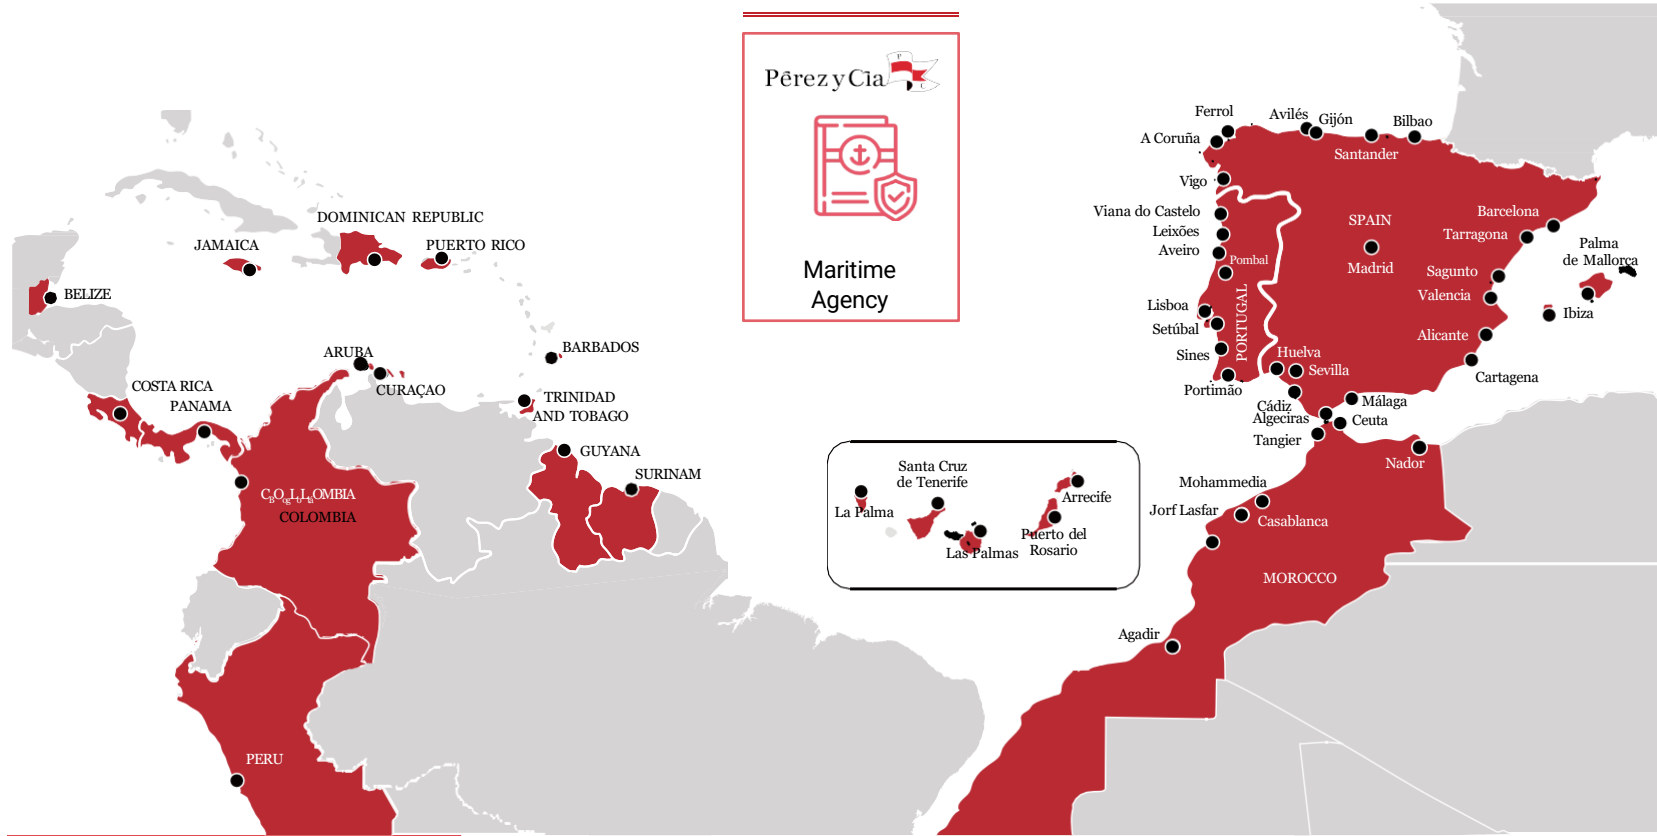 Pērez y Cīa
P
C
Maritime
Agency
DOMINICAN REPUBLIC
JAMAICA
PUERTO RICO
BELIZE
BARBADOS
ARUBA
CURAÇAO
COSTA RICA
PANAMA
TRINIDAD
AND TOBAGO
GUYANA
SURINAM
COLOMBIA
PERU
Santa Cruz
de Tenerife
La Palma
Arrecife
Las Palmas
Puerto del
Rosario
Ferrol
Avilés
Gijón
Bilbao
A Coruña
Santander
Vigo
Viana do Castelo
Leixões
Aveiro
Pombal
Lisboa
Setúbal
Sines
Portimão
PORTUGAL
SPAIN
Madrid
Barcelona
Tarragona
Palma
de Mallorca
Sagunto
Valencia
Ibiza
Alicante
Cartagena
Huelva
Sevilla
Cádiz
Algeciras
Málaga
Ceuta
Tangier
Nador
Mohammedia
Jorf Lasfar
Casablanca
MOROCCO
Agadir